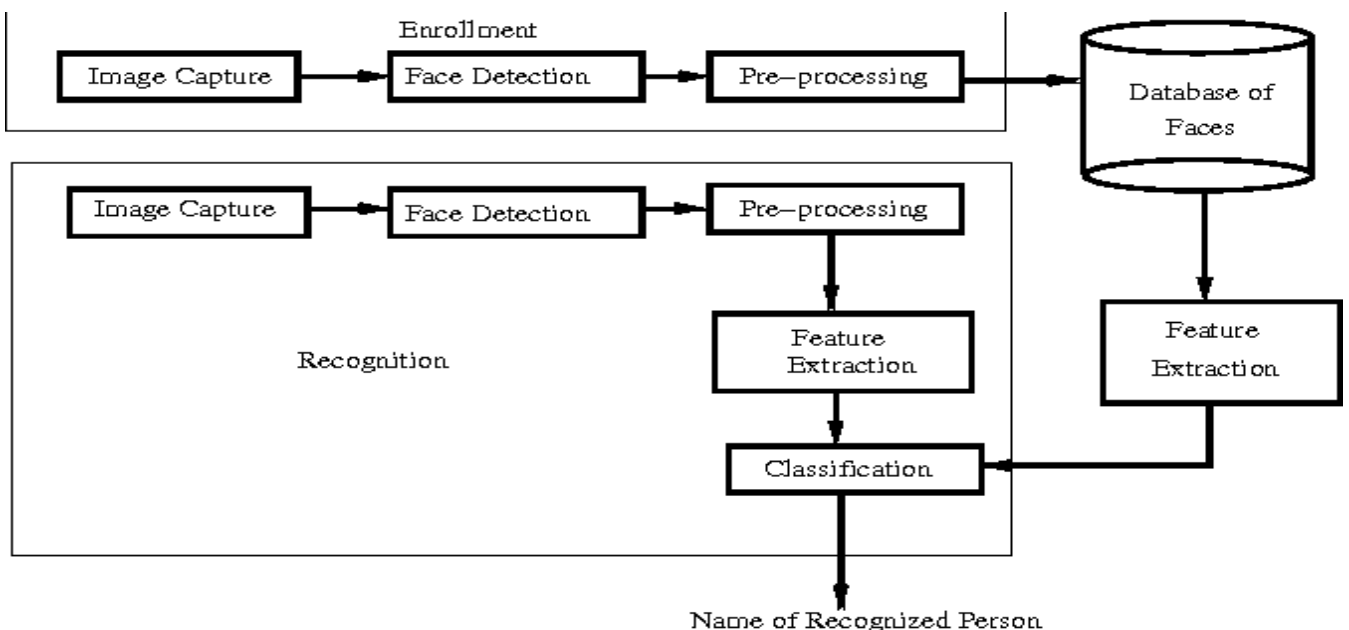 Enrollment
Image Capture
Face Detection
Pre-processing
Database of
Faces
Image Capture
Face Detection
Pre-processing
Feature
Extraction
Feature
Extraction
Recognition
Classification
Name of Recognized Person